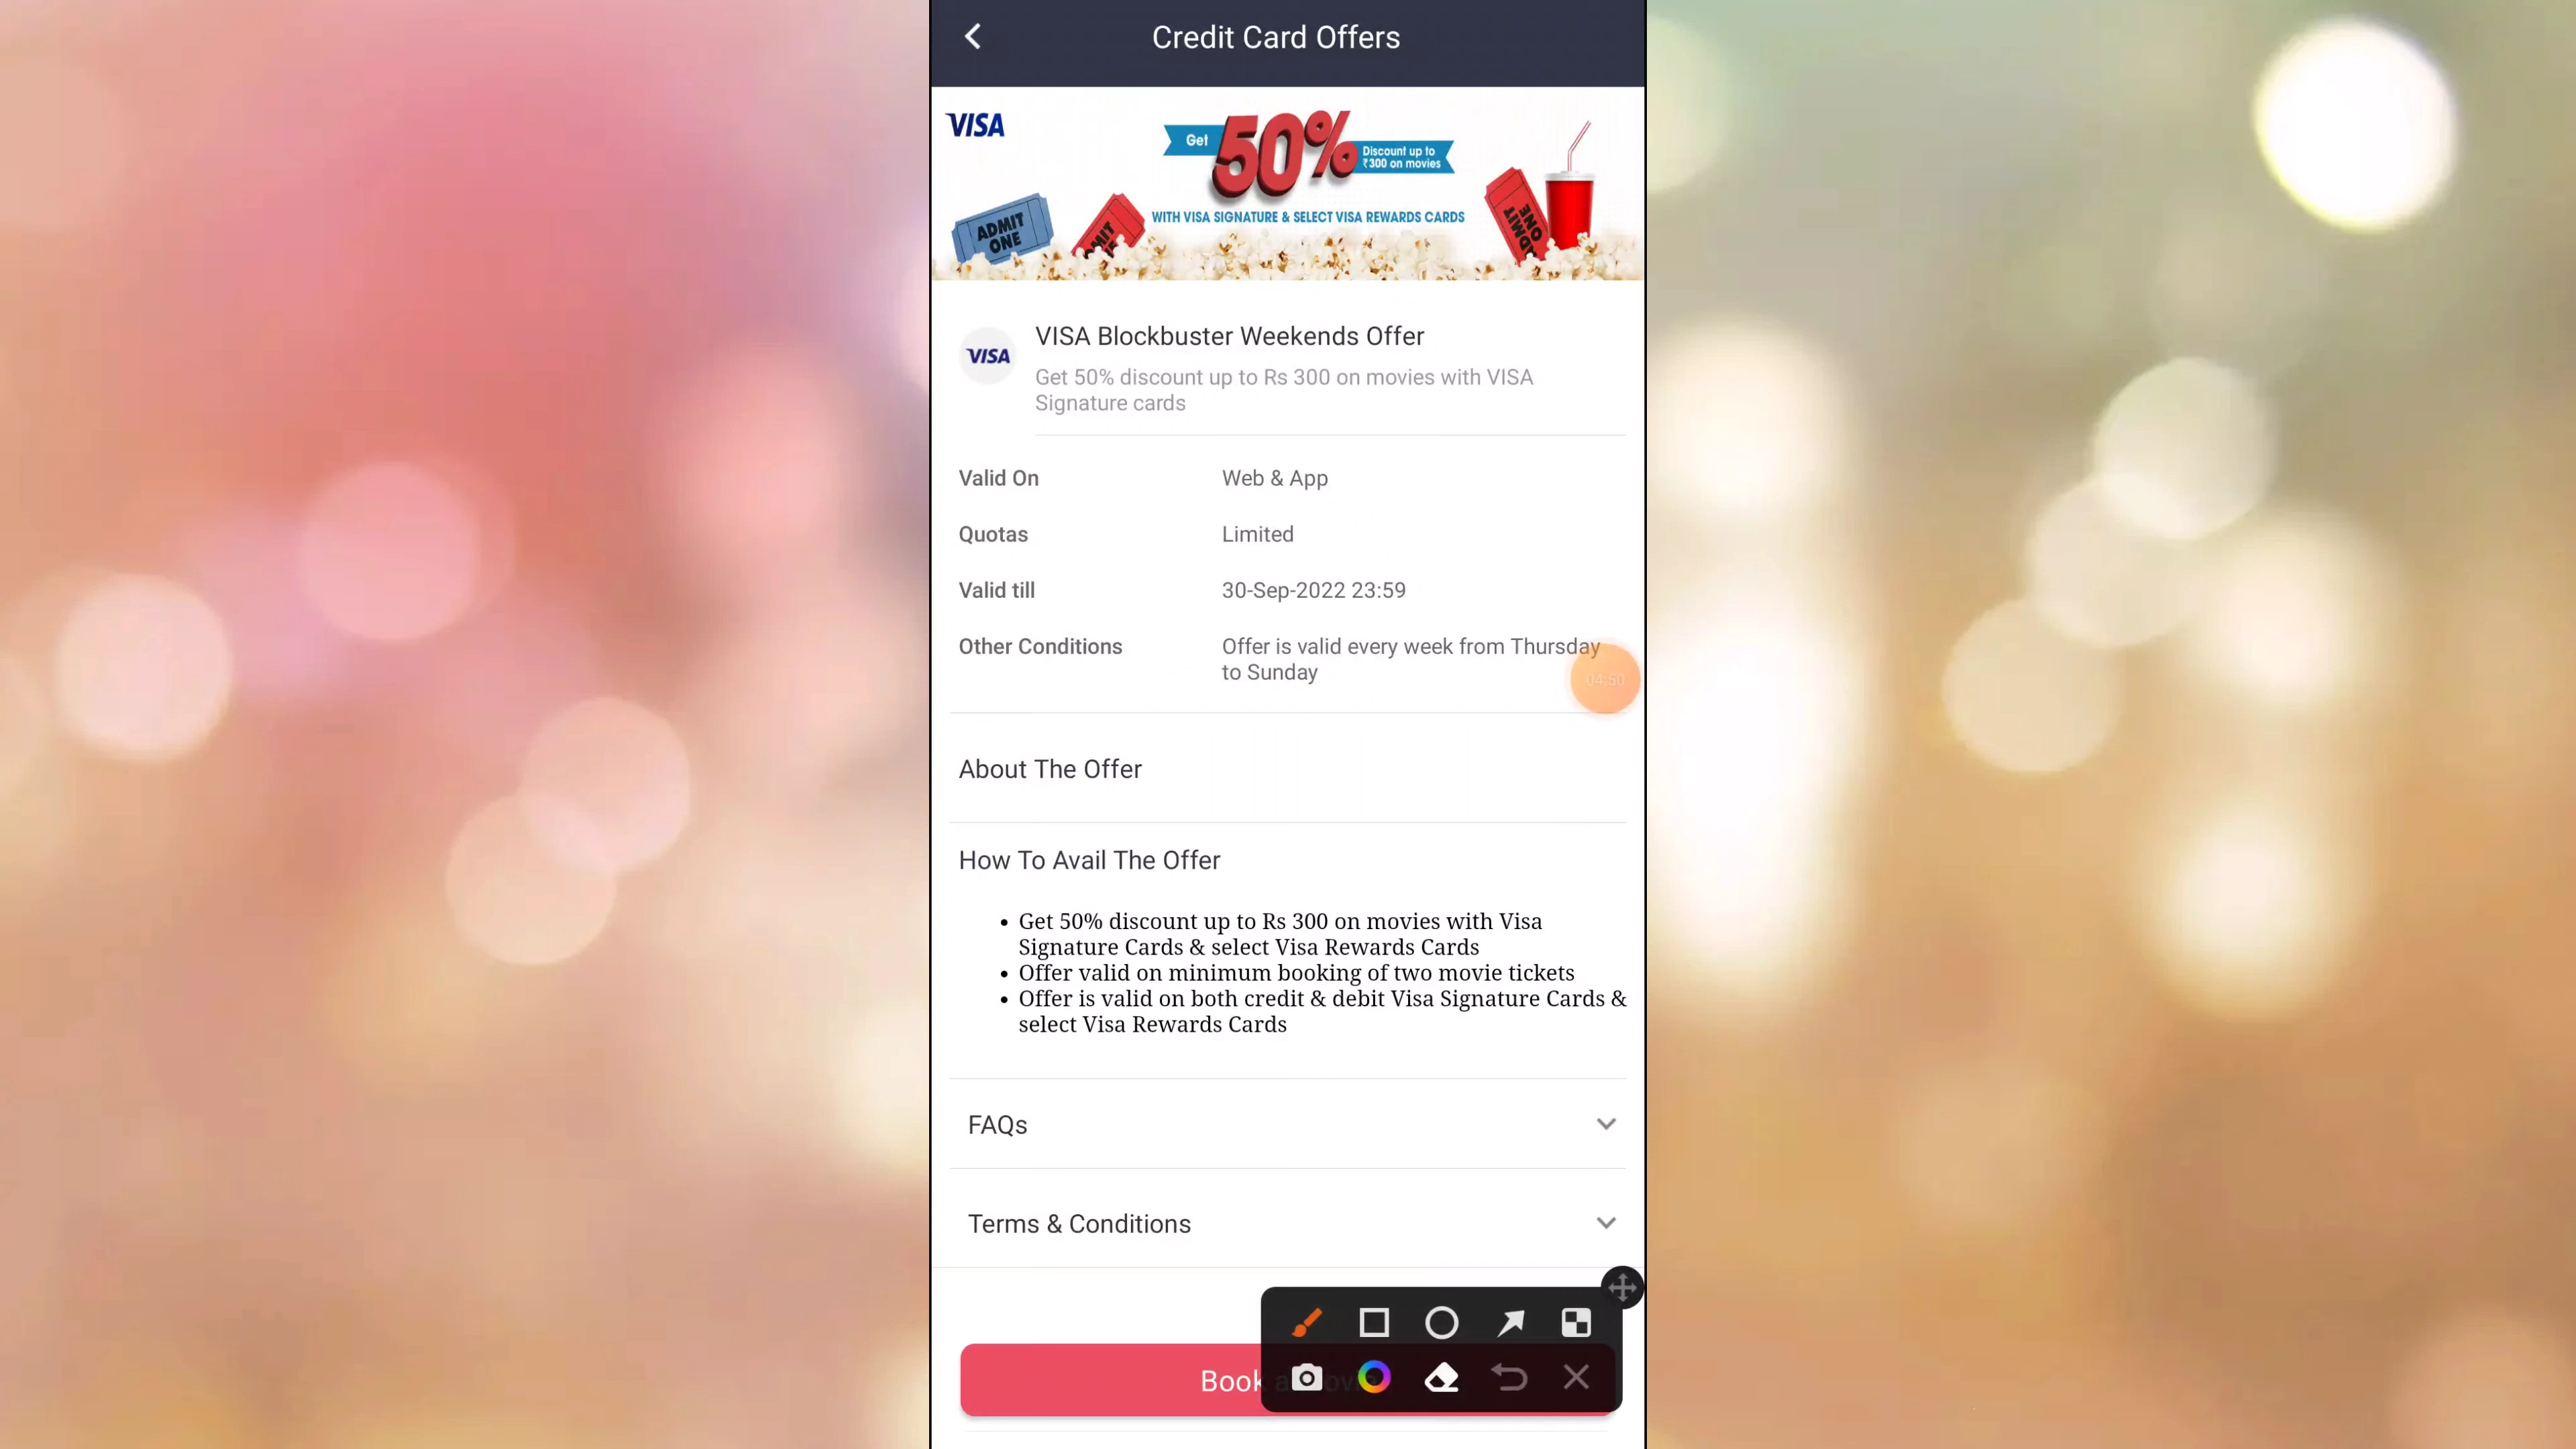 Credit Card Offers
VISA
Get
50%
Discount up to
₹300 on movies
WITH VISA SIGNATURE & SELECT VISA REWARDS CARDS
ADMIT
ONE
ADMIT
ONE
VISA
VISA Blockbuster Weekends Offer
Get 50% discount up to Rs 300 on movies with VISA
Signature cards
Valid On
Web & App
Quotas
Limited
Valid till
30-Sep-2022 23:59
Other Conditions
Offer is valid every week from Thursday
to Sunday
04:50
About The Offer
How To Avail The Offer
• Get 50% discount up to Rs 300 on movies with Visa
Signature Cards & select Visa Rewards Cards
• Offer valid on minimum booking of two movie tickets
• Offer is valid on both credit & debit Visa Signature Cards &
select Visa Rewards Cards
FAQs
Terms & Conditions
Book